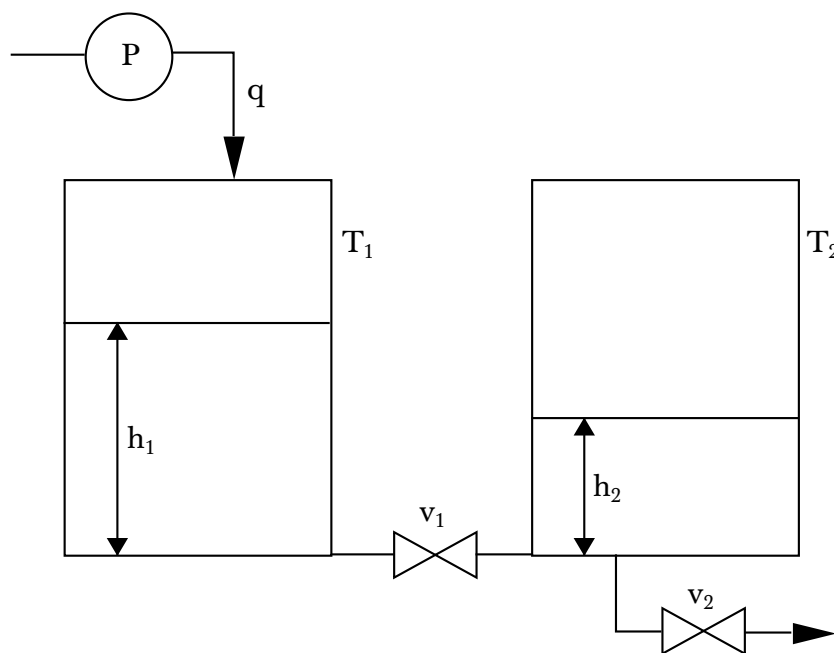 P
q
T₁
T₂
h₁
h₂
v₁
v₂